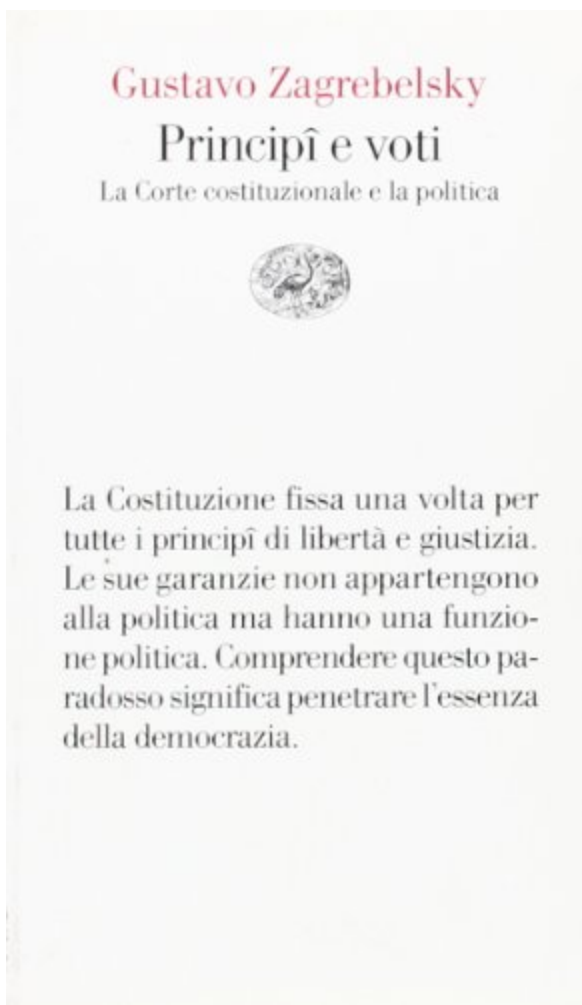 Gustavo Zagrebelsky
Principî e voti
La Corte costituzionale e la politica
La Costituzione fissa una volta per
tutte i principî di libertà e giustizia.
Le sue garanzie non appartengono
alla politica ma hanno una funzio-
ne politica. Comprendere questo pa-
radosso significa penetrare l'essenza
della democrazia.